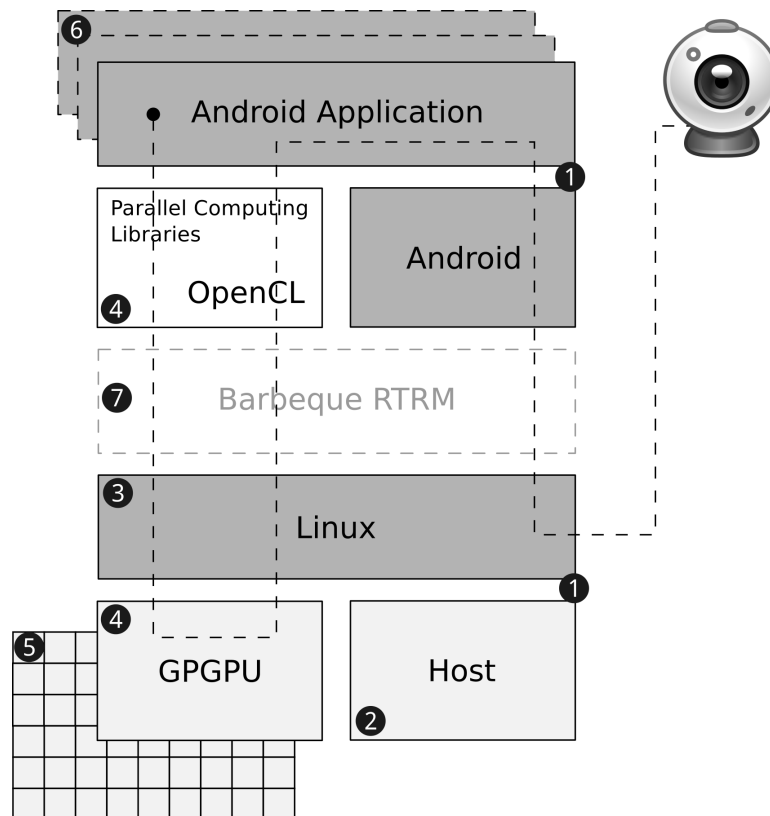 6
Android Application
1
Parallel Computing
Libraries
OpenCL
4
Android
7
Barbeque RTRM
3
Linux
1
4
GPGPU
5
Host
2